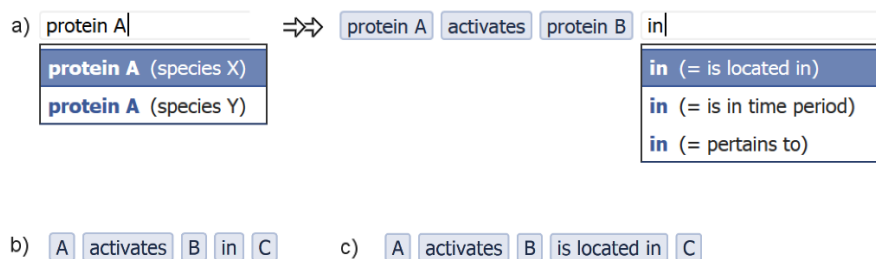 a) protein A ⇒⇒ protein A activates protein B in
protein A (species X) in (= is located in)
protein A (species Y) in (= is in time period)
in (= pertains to)
b) A activates B in C c) A activates B is located in C